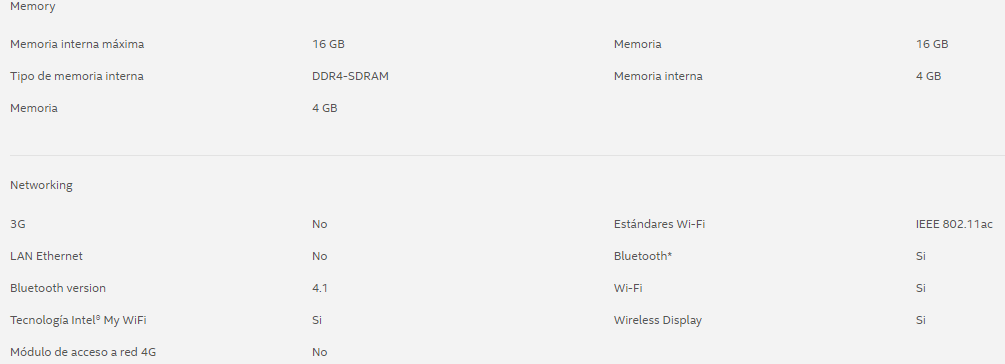 Memory
Memoria interna máxima 16 GB Memoria 16 GB
Tipo de memoria interna DDR4-SDRAM Memoria interna 4 GB
Memoria 4 GB
Networking
3G No Estándares Wi-Fi IEEE 802.11ac
LAN Ethernet No Bluetooth* Si
Bluetooth version 4.1 Wi-Fi Si
Tecnología Intel® My WiFi Si Wireless Display Si
Módulo de acceso a red 4G No